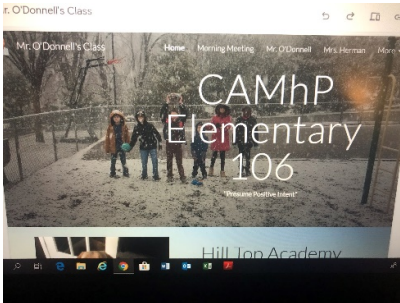 r. O'Donnell's Class
Mr. O'Donnell's Class
Home Morning Meeting Mr. O'Donnell Mrs. Herman More
CAMhP
Elementary
106
"Presume Positive Intent"
Hill Top Academy